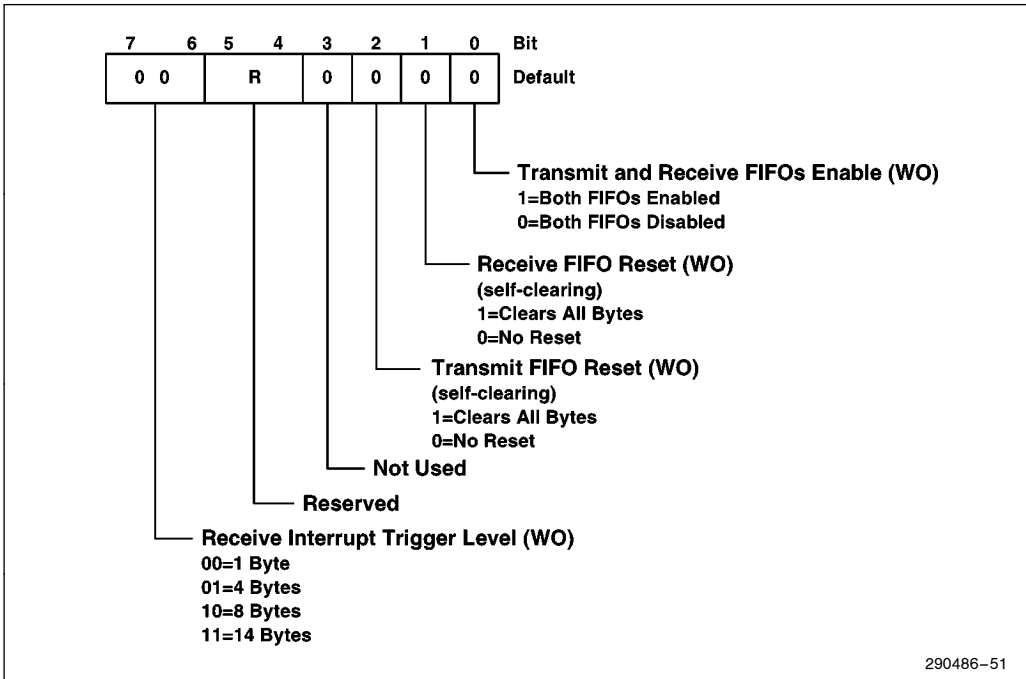 7 6 5 4 3 2 1 0 Bit
0 0 R 0 0 0 0 Default
Transmit and Receive FIFOs Enable (WO)
1=Both FIFOs Enabled
0=Both FIFOs Disabled
Receive FIFO Reset (WO)
(self-clearing)
1=Clears All Bytes
0=No Reset
Transmit FIFO Reset (WO)
(self-clearing)
1=Clears All Bytes
0=No Reset
Not Used
Reserved
Receive Interrupt Trigger Level (WO)
00=1 Byte
01=4 Bytes
10=8 Bytes
11=14 Bytes
290486–51